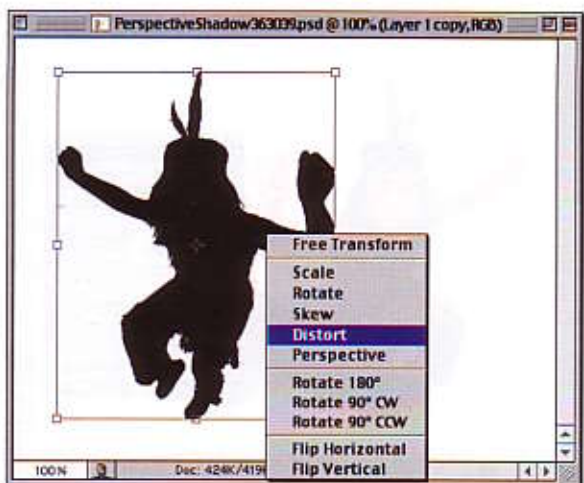 PerspectiveShadow363039.psd @ 100% (Layer 1 copy, RGB)
Free Transform
Scale
Rotate
Skew
Distort
Perspective
Rotate 180°
Rotate 90° CW
Rotate 90° CCW
Flip Horizontal
Flip Vertical
100%
Doc: 424K/419K